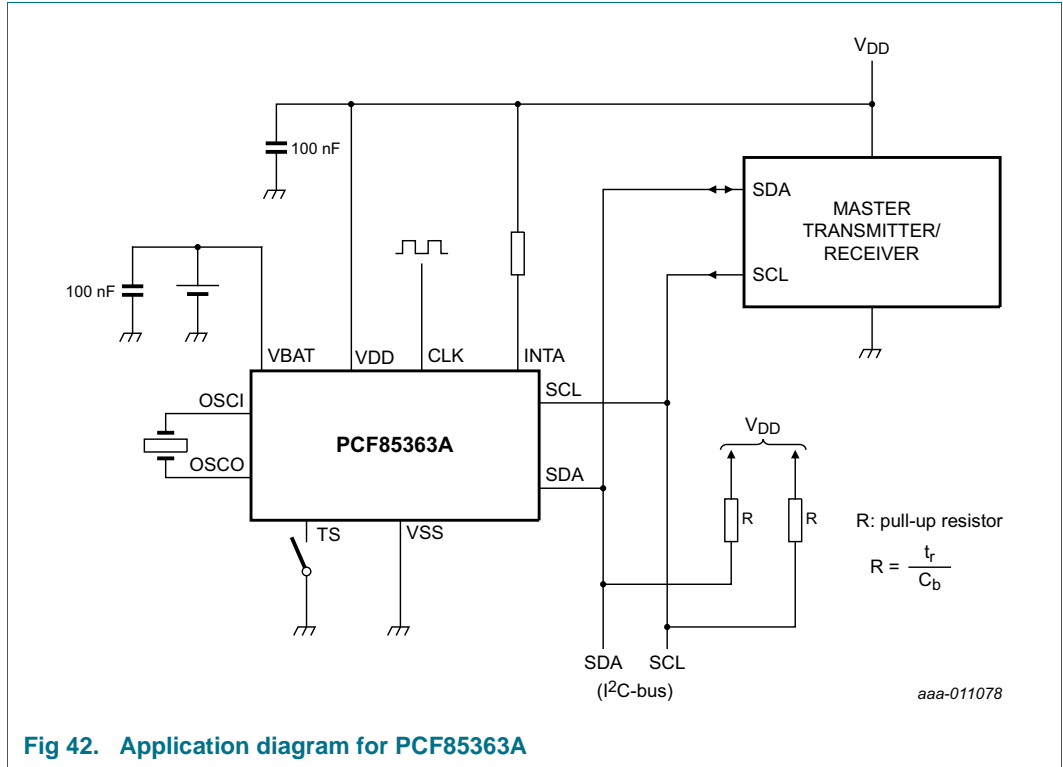 VDD
100 nF
SDA
MASTER
TRANSMITTER/
RECEIVER
SCL
100 nF
VBAT
VDD
CLK
INTA
OSCI
SCL
PCF85363A
OSCO
SDA
TS
VSS
VDD
R
R
R: pull-up resistor
R = tr
Cb
SDA SCL
(I2C-bus)
aaa-011078
Fig 42. Application diagram for PCF85363A